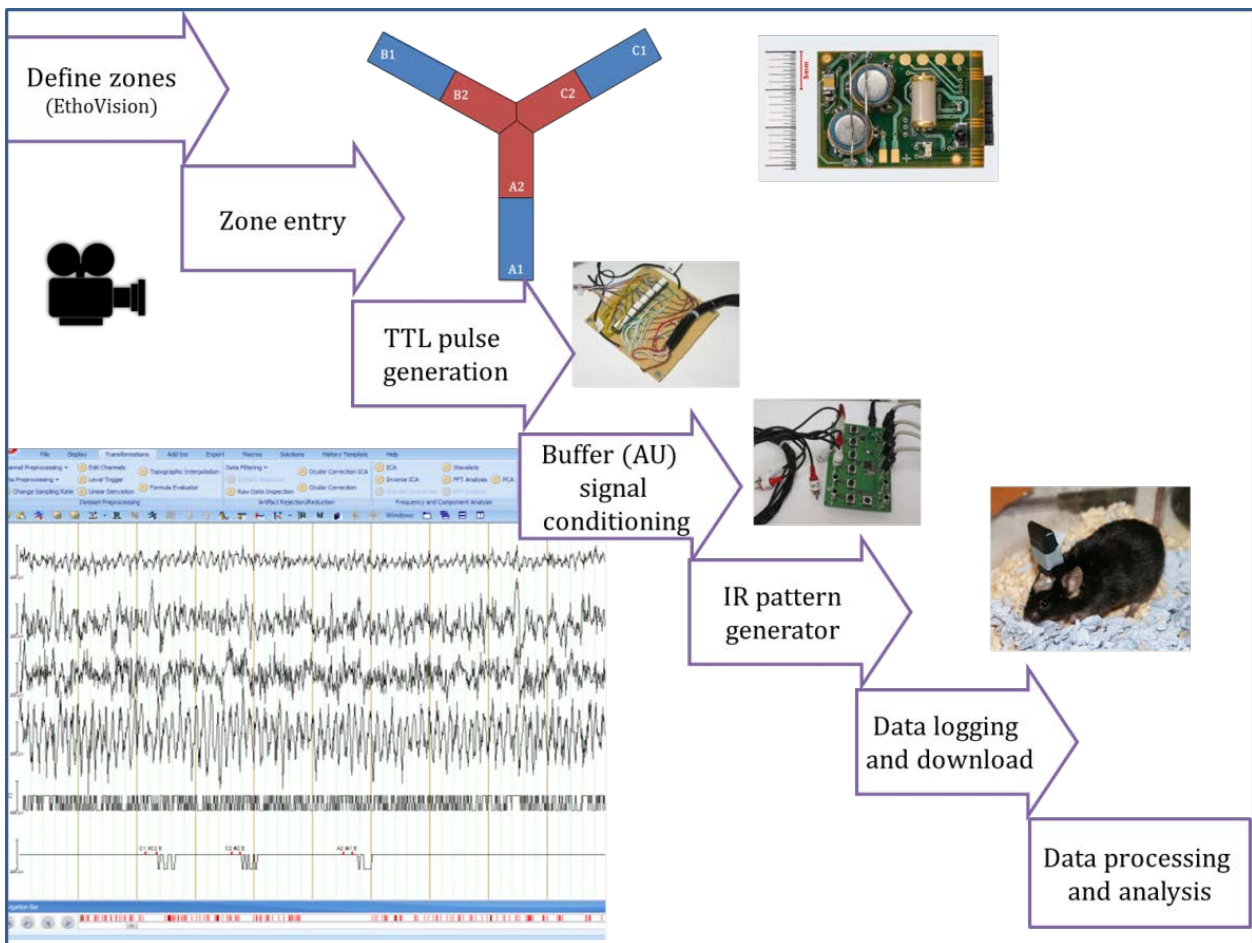 Define zones
(EthoVision)
B1
B2
C1
C2
A2
A1
5mm
Zone entry
TTL pulse
generation
Buffer (AU)
signal
conditioning
IR pattern
generator
Data logging
and download
Data processing
and analysis
File Display Transformations Add Ins Export Macros Solutions History Template Help
Edit Channels
Topographic Interpolation
Data Filtering
Ocular Correction ICA
ICA
Wavelets
Level Trigger
Inverse ICA
FFT Analysis
PCA
Change Sampling Rate
Linear Derivation
Formula Evaluator
Raw Data Inspection
Ocular Correction
Dataset Preprocessing
Artifact Rejection/Reduction
Frequency and Component Analysis
Windows: